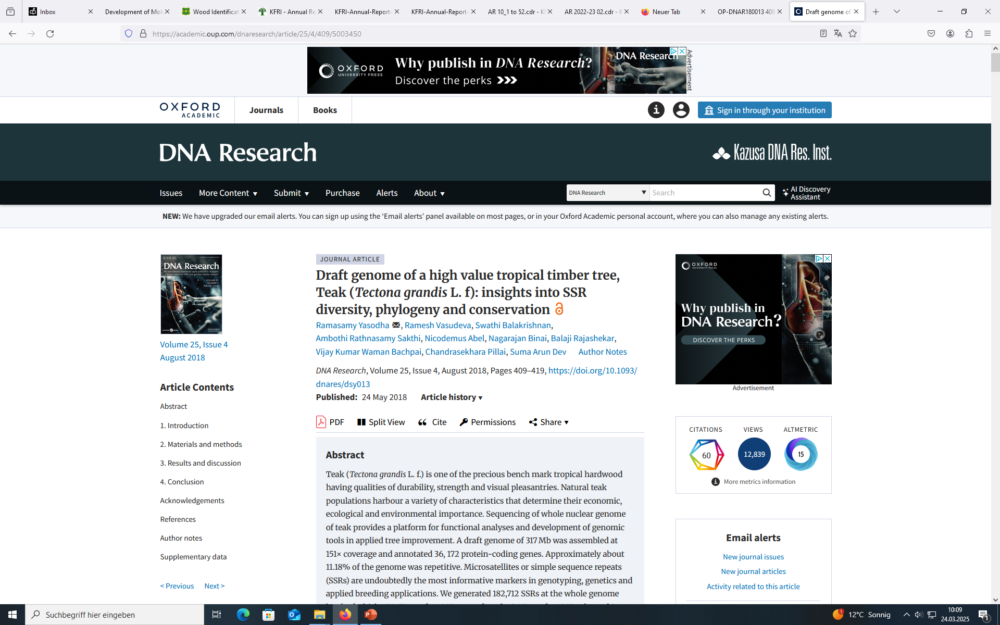 Inbox
Development of Mol
Wood Identificat
KFRI - Annual Re
KFRI-Annual-Report-
KFRI-Annual-Report-
AR 10_1 to 52.cdr - K
AR 2022-23 02.cdr - K
Neuer Tab
OP-DNAR180013 409
Draft genome of
https://academic.oup.com/dnaresearch/article/25/4/409/5003450
OXFORD
UNIVERSITY PRESS
Why publish in DNA Research?
Discover the perks
DNA Research
Advertisement
OXFORD
ACADEMIC
Journals
Books
Sign in through your institution
DNA Research
Kazusa DNA Res. Inst.
Issues
More Content
Submit
Purchase
Alerts
About
DNA Research
Search
AI Discovery
Assistant
NEW: We have upgraded our email alerts. You can sign up using the ‘Email alerts’ panel available on most pages, or in your Oxford Academic personal account, where you can also manage any existing alerts.
DNA Research
VOLUME 25
NUMBER 4
AUGUST 2018
OXFORD
Volume 25, Issue 4
August 2018
Article Contents
Abstract
1. Introduction
2. Materials and methods
3. Results and discussion
4. Conclusion
Acknowledgements
References
Author notes
Supplementary data
< Previous Next >
JOURNAL ARTICLE
Draft genome of a high value tropical timber tree,
Teak (Tectona grandis L. f): insights into SSR
diversity, phylogeny and conservation
Ramasamy Yasodha , Ramesh Vasudeva, Swathi Balakrishnan,
Ambothi Rathnasamy Sakthi, Nicodemus Abel, Nagarajan Binai, Balaji Rajashekar,
Vijay Kumar Waman Bachpai, Chandrasekhara Pillai, Suma Arun Dev Author Notes
DNA Research, Volume 25, Issue 4, August 2018, Pages 409–419, https://doi.org/10.1093/
dnares/dsy013
Published: 24 May 2018 Article history
PDF
Split View
Cite
Permissions
Share
Abstract
Teak (Tectona grandis L. f.) is one of the precious bench mark tropical hardwood
having qualities of durability, strength and visual pleasantries. Natural teak
populations harbour a variety of characteristics that determine their economic,
ecological and environmental importance. Sequencing of whole nuclear genome
of teak provides a platform for functional analyses and development of genomic
tools in applied tree improvement. A draft genome of 317 Mb was assembled at
151× coverage and annotated 36, 172 protein-coding genes. Approximately about
11.18% of the genome was repetitive. Microsatellites or simple sequence repeats
(SSRs) are undoubtedly the most informative markers in genotyping, genetics and
applied breeding applications. We generated 182,712 SSRs at the whole genome
OXFORD
UNIVERSITY PRESS
Why publish in
DNA Research?
DISCOVER THE PERKS
Advertisement
CITATIONS
VIEWS
ALTMETRIC
60
12,839
15
More metrics information
Email alerts
New journal issues
New journal articles
Activity related to this article
Suchbegriff hier eingeben
1
12°C Sonnig
10:09
24.03.2025
1